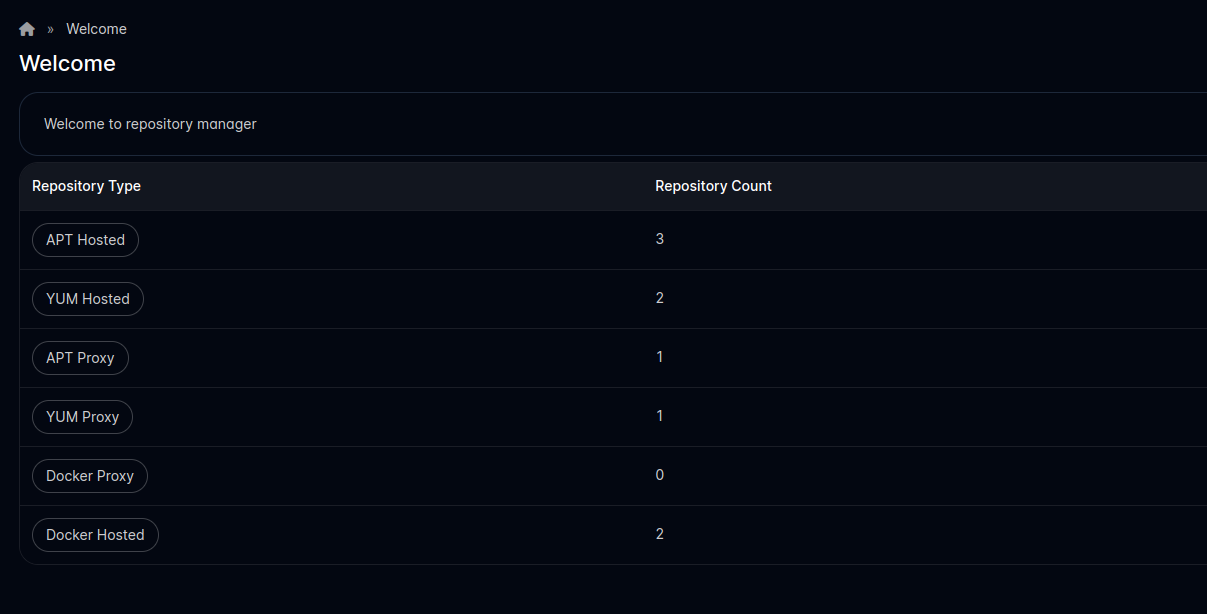 » Welcome
Welcome
Welcome to repository manager
Repository Type Repository Count
APT Hosted 3
YUM Hosted 2
APT Proxy 1
YUM Proxy 1
Docker Proxy 0
Docker Hosted 2